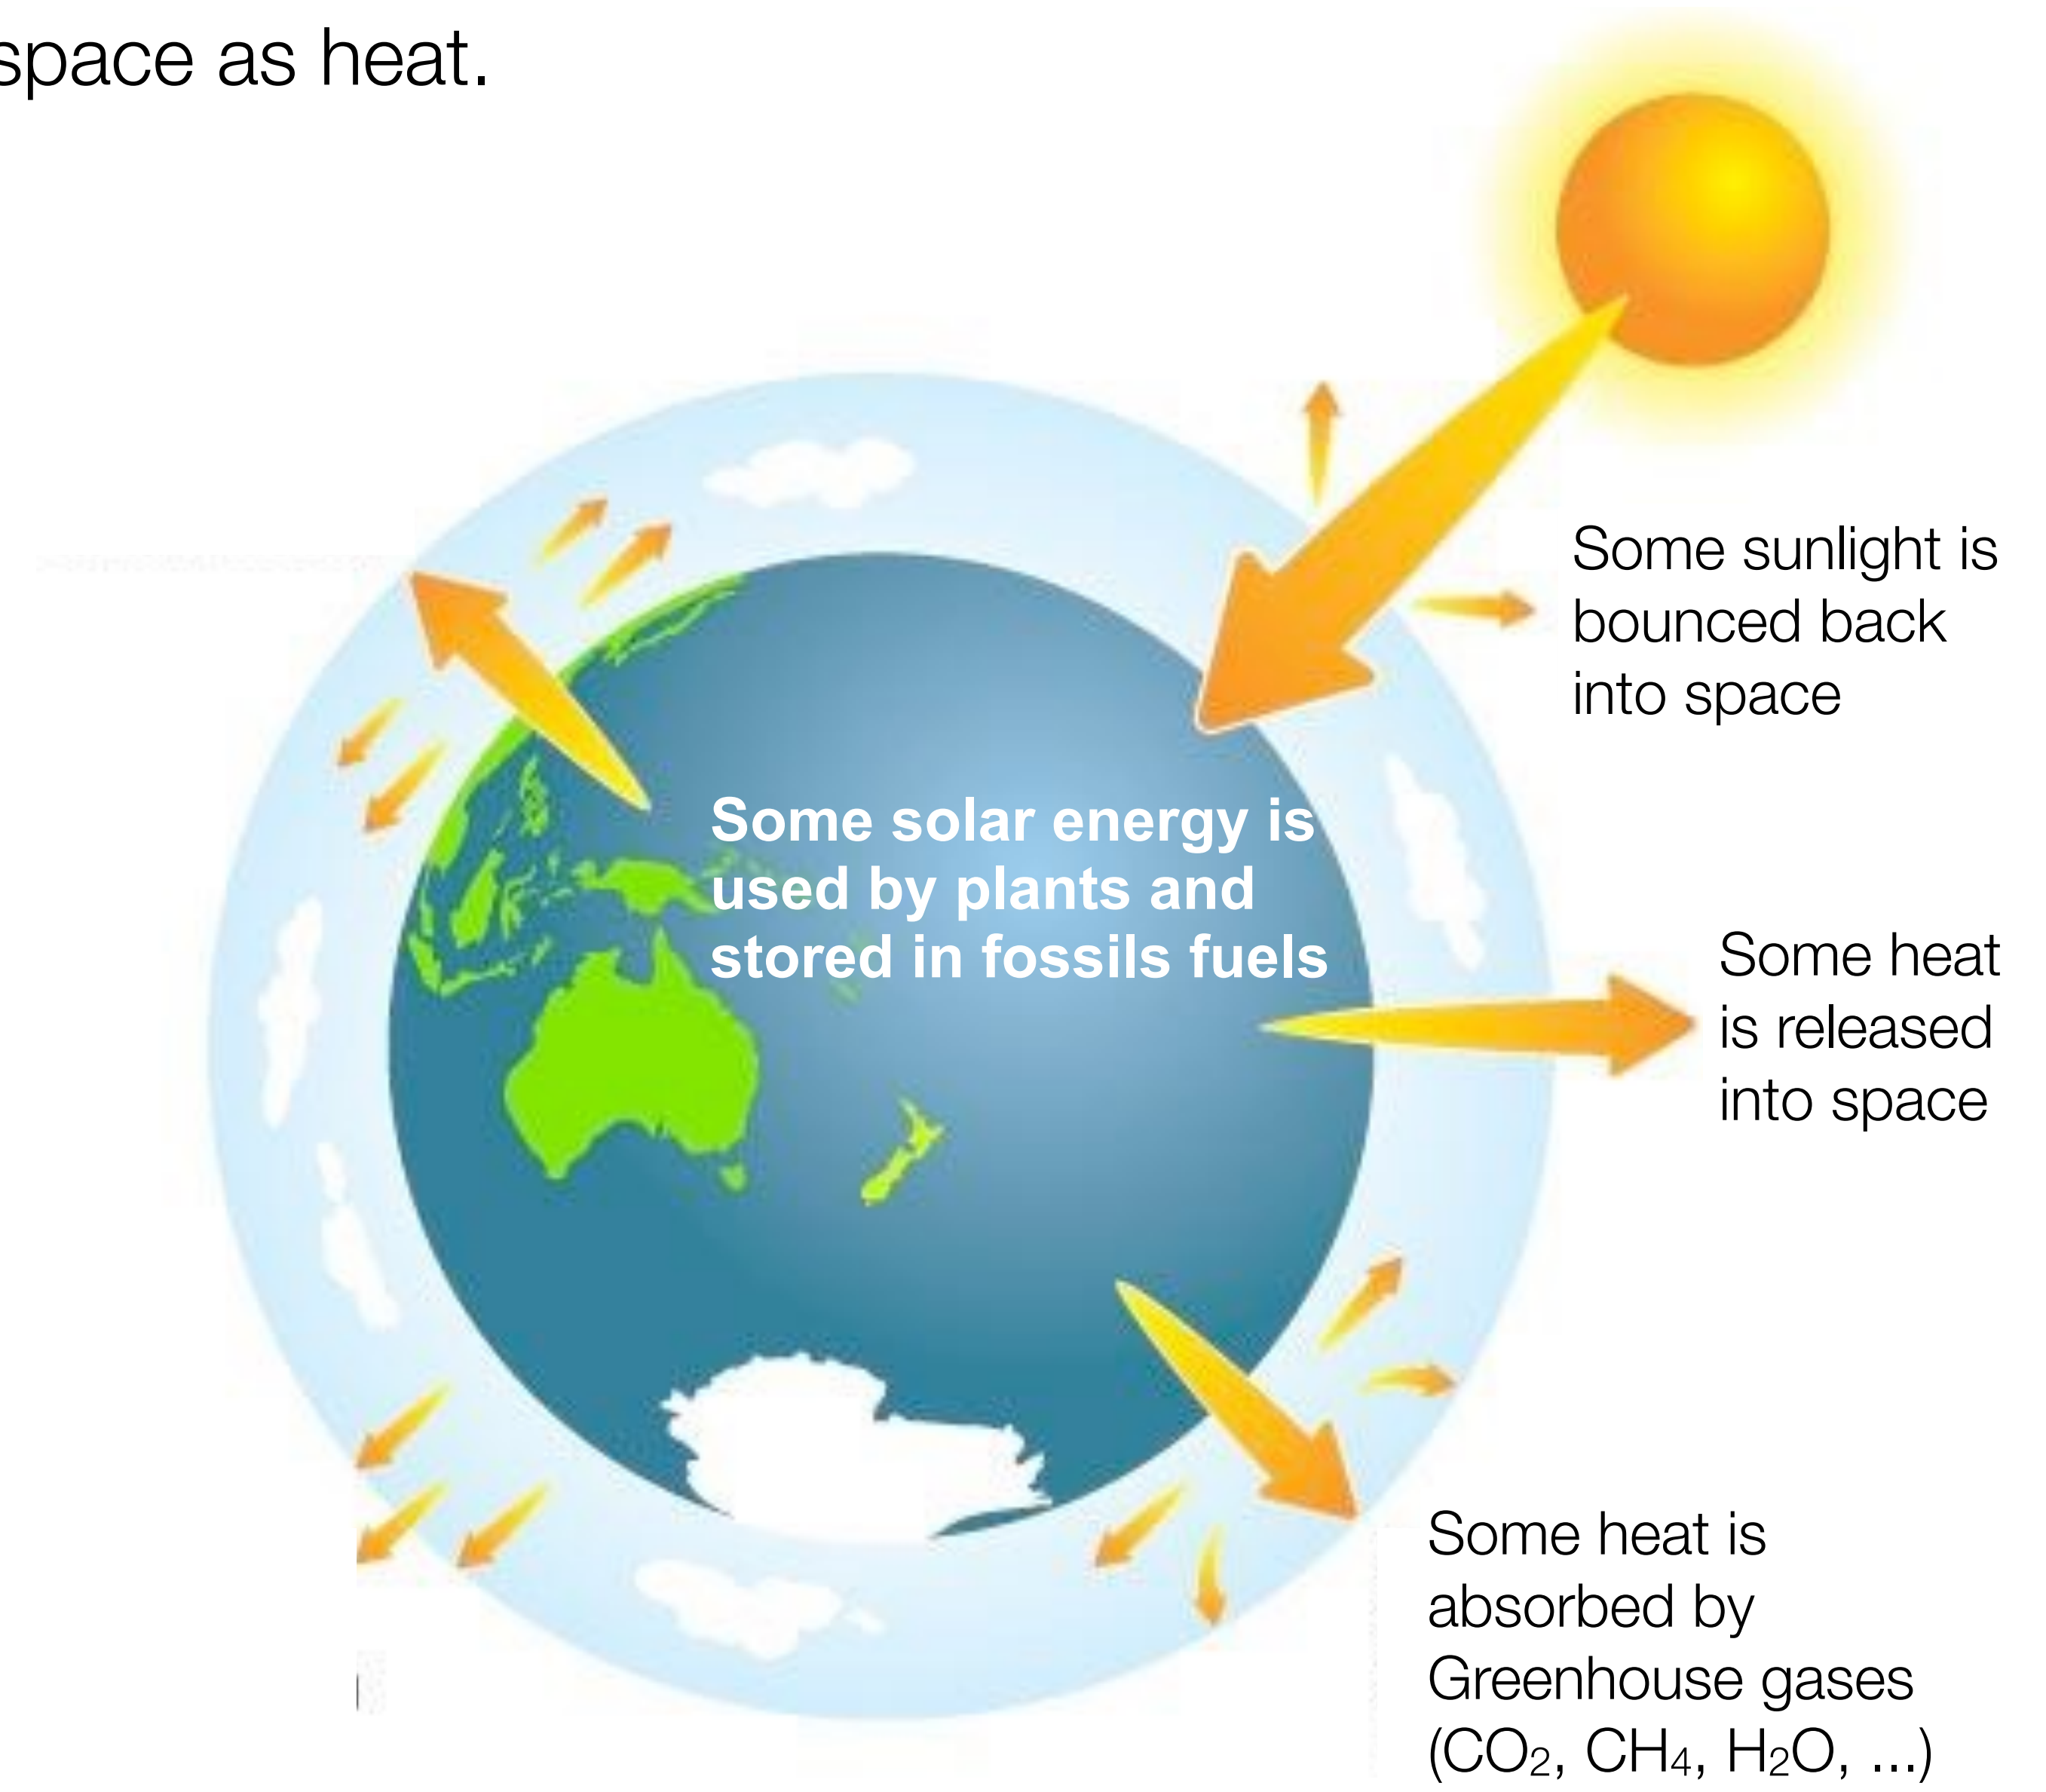 space as heat.
Some sunlight is
bounced back
into space
Some solar energy is
used by plants and
stored in fossils fuels
Some heat
is released
into space
Some heat is
absorbed by
Greenhouse gases
(CO₂, CH₄, H₂O, ...)